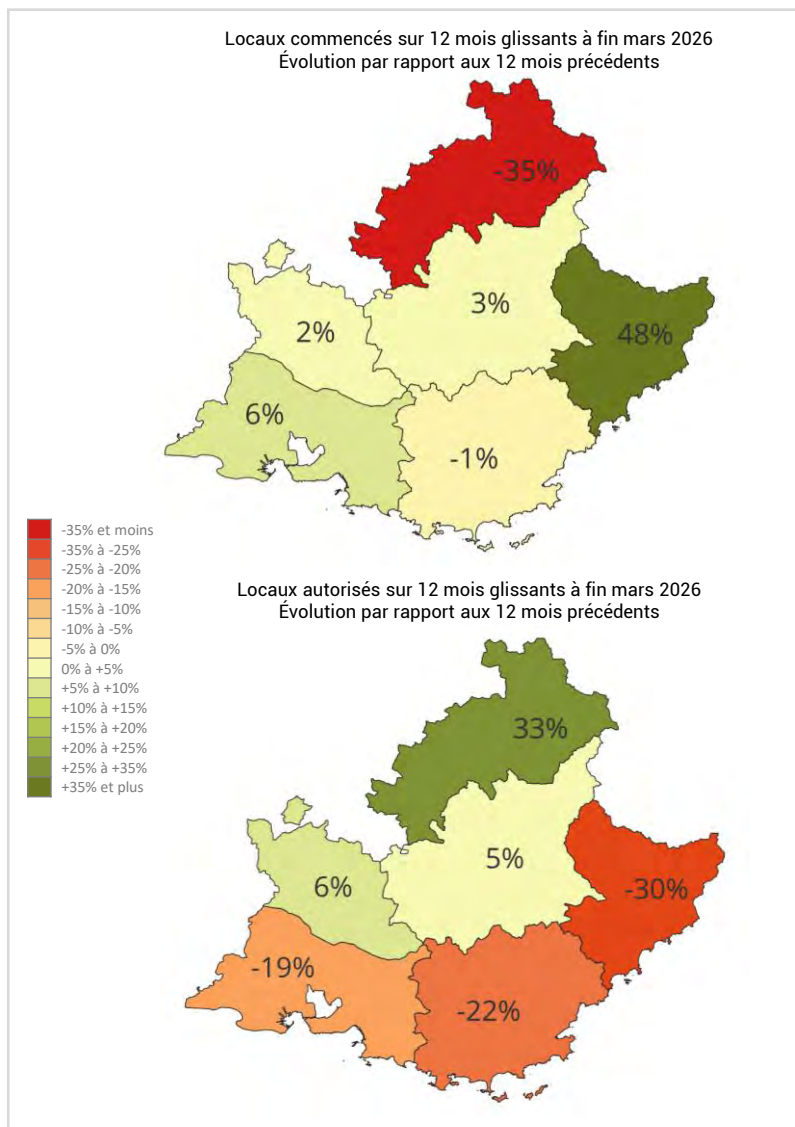 Locaux commencés sur 12 mois glissants à fin mars 2026
Évolution par rapport aux 12 mois précédents
-35%
3%
2%
48%
6%
-1%
-35% et moins
-35% à -25%
-25% à -20%
-20% à -15%
-15% à -10%
-10% à -5%
-5% à 0%
0% à +5%
+5% à +10%
+10% à +15%
+15% à +20%
+20% à +25%
+25% à +35%
+35% et plus
Locaux autorisés sur 12 mois glissants à fin mars 2026
Évolution par rapport aux 12 mois précédents
33%
5%
6%
-30%
-19%
-22%